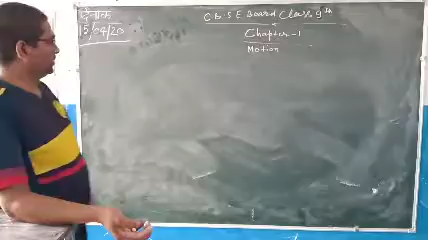 दिनांक
15/04/20
C.B.S.E Board Class 9th
Chapter-1
Motion